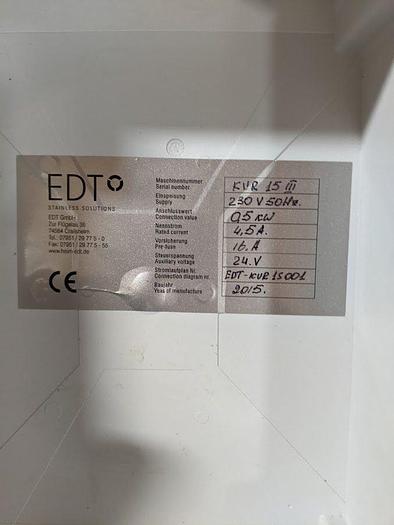 EDT
STAINLESS SOLUTIONS
EDT GmbH
Zur Flügelau 36
74564 Crailsheim
Tel.: 07951 / 29 77 5 - 0
Fax: 07951 / 29 77 5 - 55
www.heim-edt.de
CE
Maschinennummer
Serial number
KVR 15 III
Einspeisung
Supply
230 V 50Hz.
Anschlusswert
Connection value
0,5 KW
Nennstrom
Rated current
4,5 A.
Vorsicherung
Pre-fuse
16. A
Steuerspannung
Auxiliary voltage
24. V
Stromlaufplan Nr.
Connection diagram nr.
EDT-KVR 15001
Baujahr
Year of manufacture
2015.